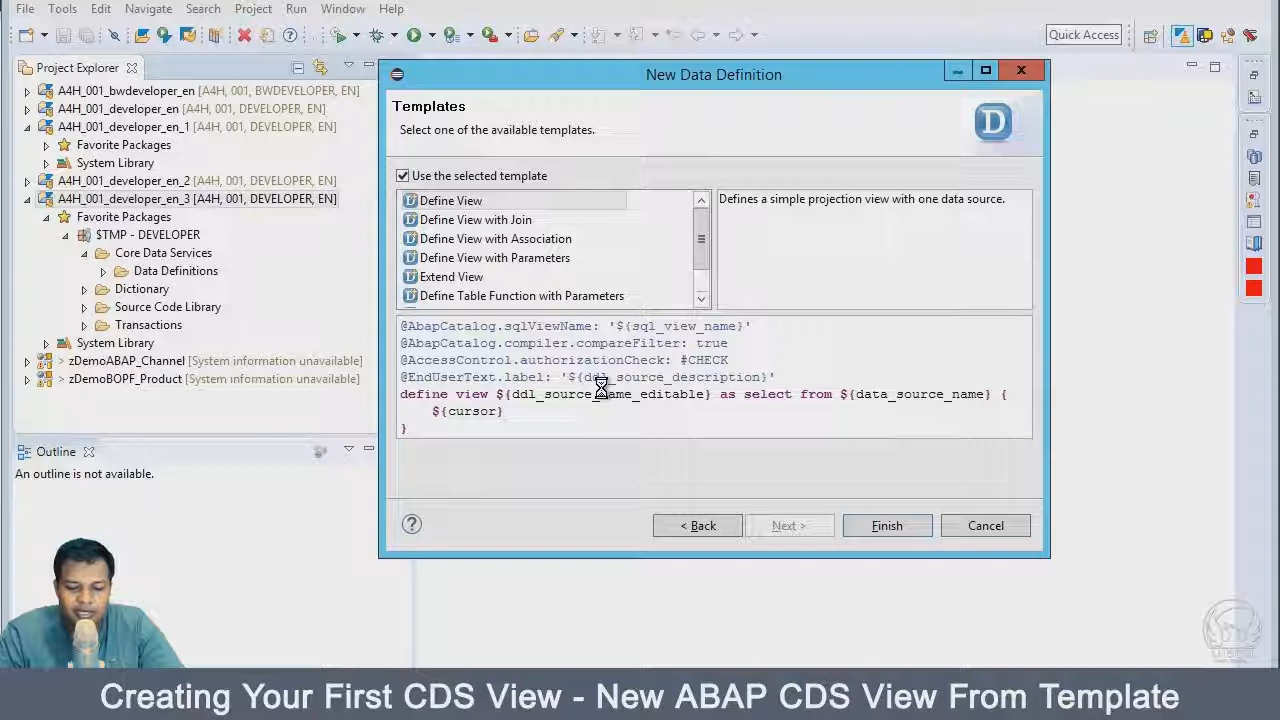 File Tools Edit Navigate Search Project Run Window Help
Quick Access
Project Explorer
A4H_001_bwdeveloper_en [A4H, 001, BWDEVELOPER, EN]
A4H_001_developer_en [A4H, 001, DEVELOPER, EN]
A4H_001_developer_en_1 [A4H, 001, DEVELOPER, EN]
Favorite Packages
System Library
A4H_001_developer_en_2 [A4H, 001, DEVELOPER, EN]
A4H_001_developer_en_3 [A4H, 001, DEVELOPER, EN]
Favorite Packages
$TMP - DEVELOPER
Core Data Services
Data Definitions
Dictionary
Source Code Library
Transactions
System Library
> zDemoABAP_Channel [System information unavailable]
> zDemoBOPF_Product [System information unavailable]
Outline
An outline is not available.
New Data Definition
Templates
Select one of the available templates.
D
Use the selected template
Define View
Define View with Join
Define View with Association
Define View with Parameters
Extend View
Define Table Function with Parameters
Defines a simple projection view with one data source.
@AbapCatalog.sqlViewName: '${sql_view_name}'
@AbapCatalog.compiler.compareFilter: true
@AccessControl.authorizationCheck: #CHECK
@EndUserText.label: '${ddl_source_description}'
define view ${ddl_source_name_editable} as select from ${data_source_name} {
${cursor}
}
< Back
Next >
Finish
Cancel
Creating Your First CDS View - New ABAP CDS View From Template